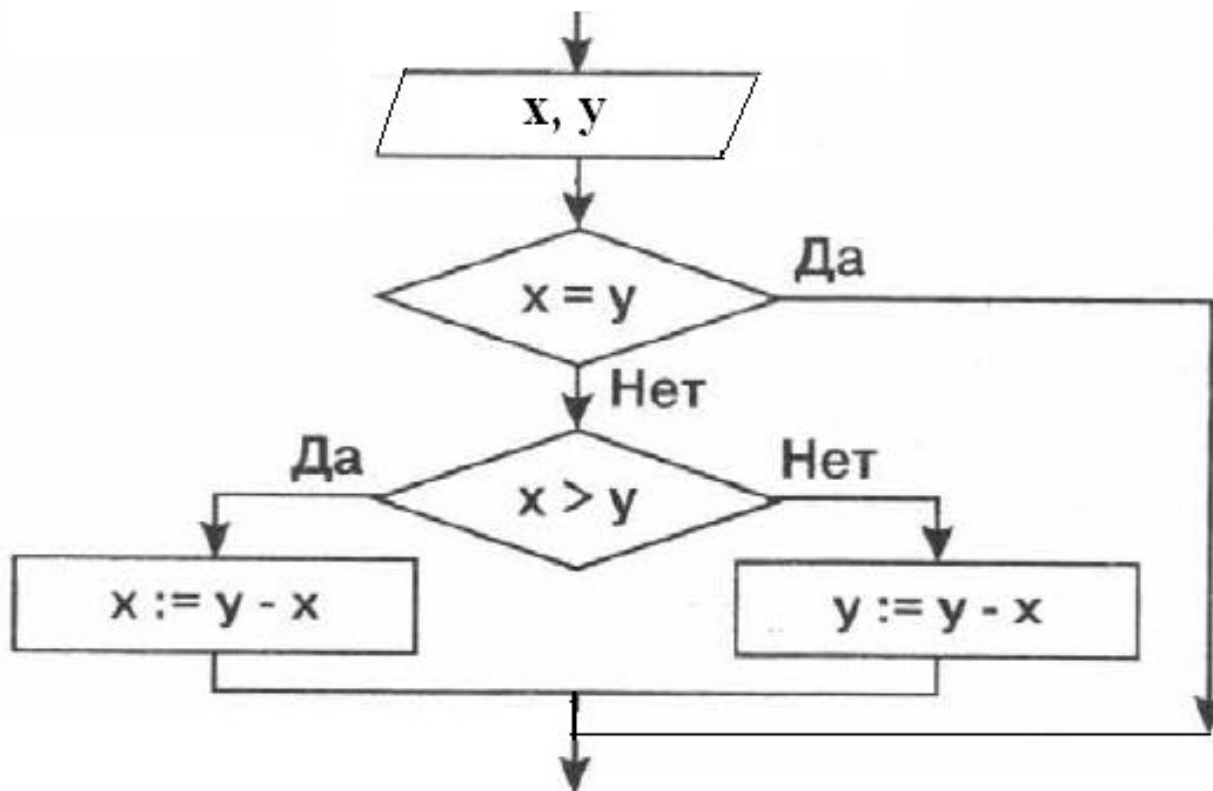 x, y
Да
x = y
Нет
Да
Нет
x > y
x := y - x
y := y - x